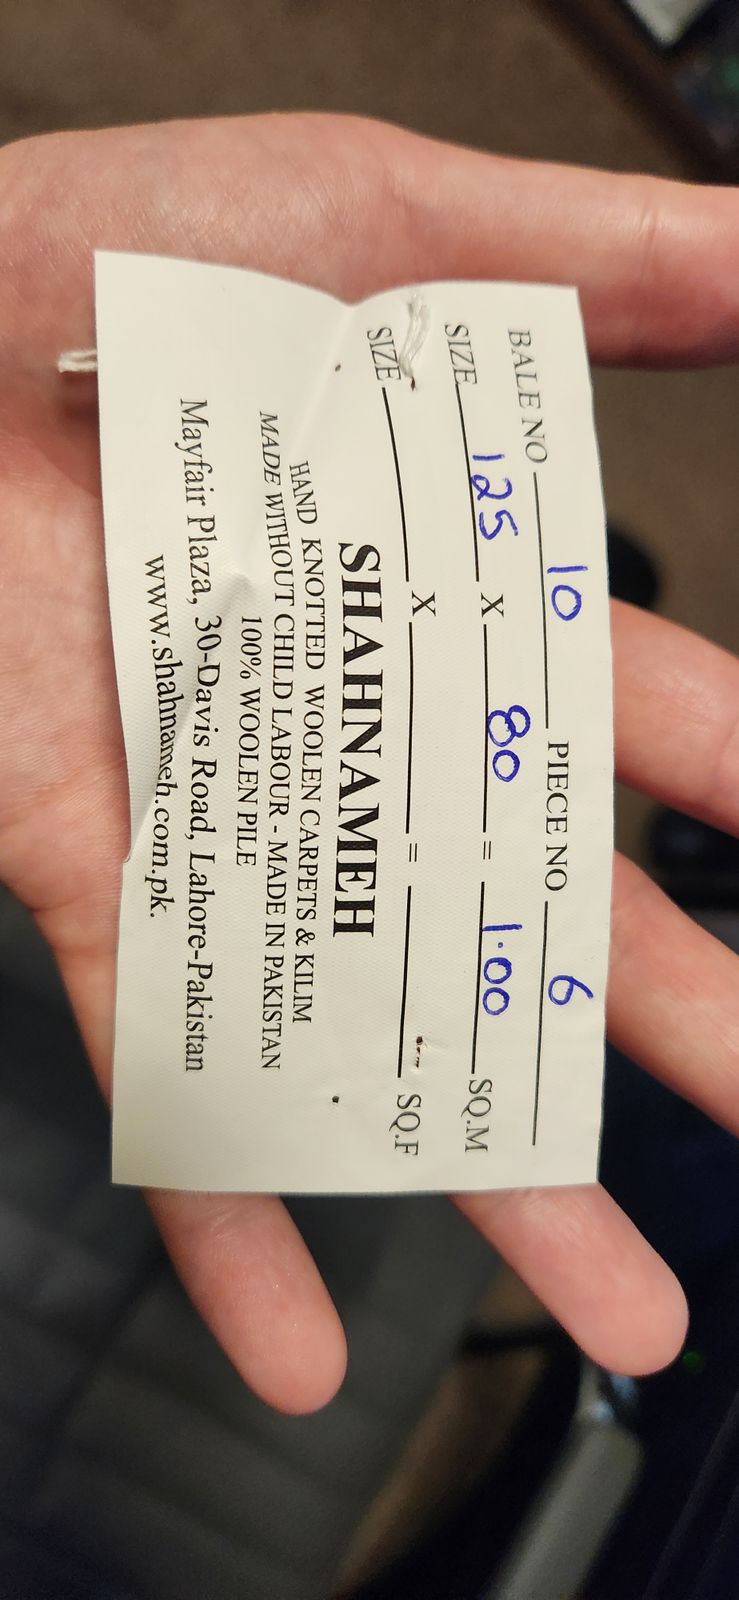 BALE NO 10 PIECE NO 6
SIZE 125 X 80 = 1.00 SQ.M
SIZE X = SQ.F
SHAHNAMEH
HAND KNOTTED WOOLEN CARPETS & KILIM
MADE WITHOUT CHILD LABOUR - MADE IN PAKISTAN
100% WOOLEN PILE
Mayfair Plaza, 30-Davis Road, Lahore-Pakistan
www.shahnameh.com.pk.